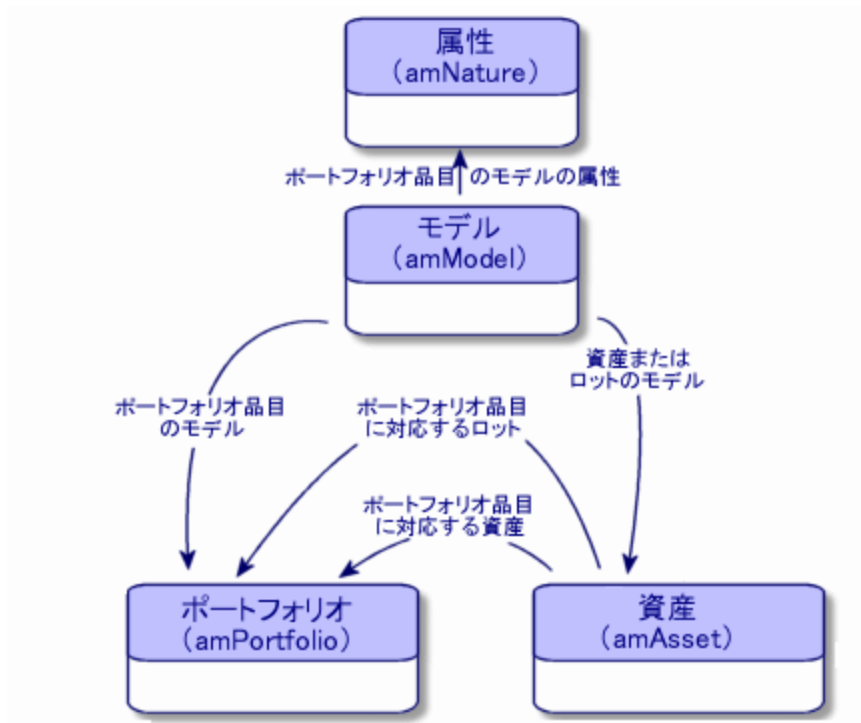 属性
(amNature)
ポートフォリオ品目 のモデルの属性
モデル
(amModel)
資産または
ロットのモデル
ポートフォリオ品目
のモデル
ポートフォリオ品目
に対応するロット
ポートフォリオ品目
に対応する資産
ポートフォリオ
(amPortfolio)
資産
(amAsset)